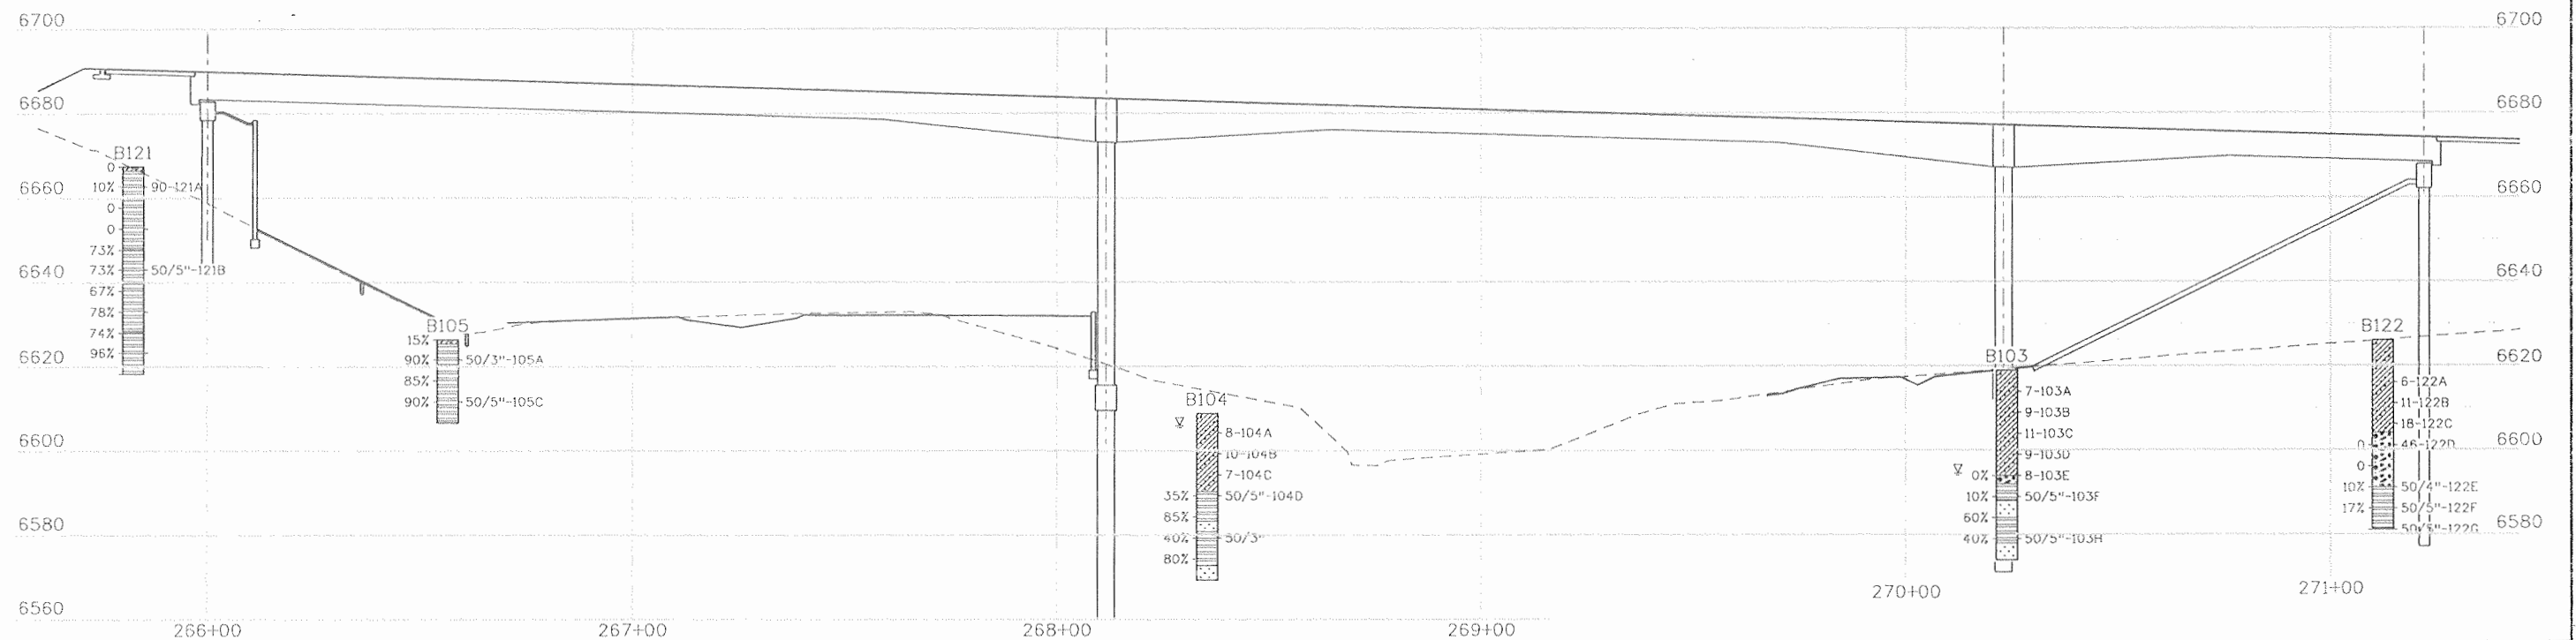 6700 6700
6680 6680
B121
0
10% 90-121A
6660 6660
0
0
73%
73% 50/5"-121B
6640 6640
67%
78%
74%
96%
B105
15%
90% 50/3"-105A
85%
90% 50/5"-105C
6620 6620
B104
8-104A
10-104B
7-104C
35% 50/5"-104D
85%
40% 50/3"
80%
B103
7-103A
9-103B
11-103C
9-103D
0% 8-103E
10% 50/5"-103F
60%
40% 50/5"-103H
B122
6-122A
11-122B
18-122C
0 46-122D
0
10% 50/4"-122E
17% 50/5"-122F
6600 6600
6580 6580
6560
266+00 267+00 268+00 269+00 270+00 271+00